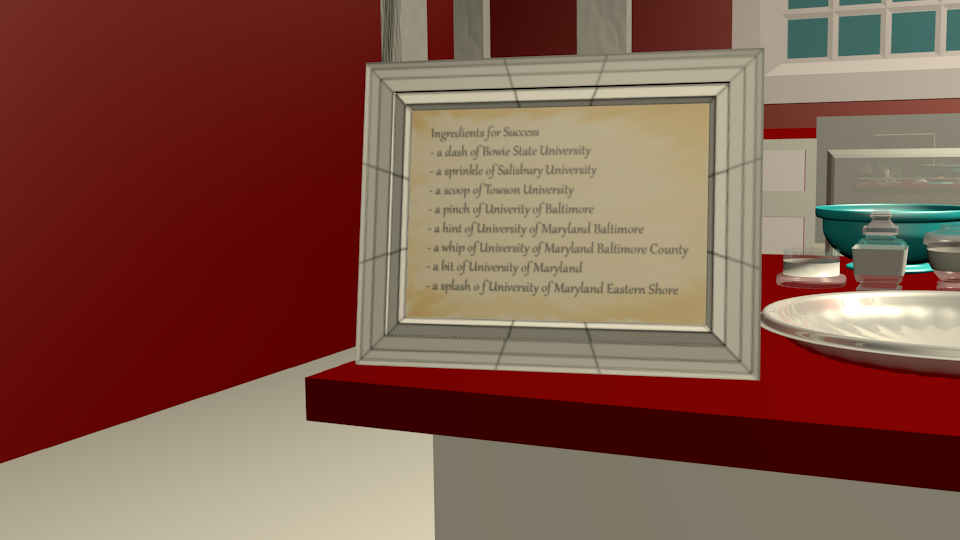 Ingredients for Success
- a dash of Bowie State University
- a sprinkle of Salisbury University
- a scoop of Towson University
- a pinch of Univerity of Baltimore
- a hint of University of Maryland Baltimore
- a whip of University of Maryland Baltimore County
- a bit of University of Maryland
- a splash of University of Maryland Eastern Shore